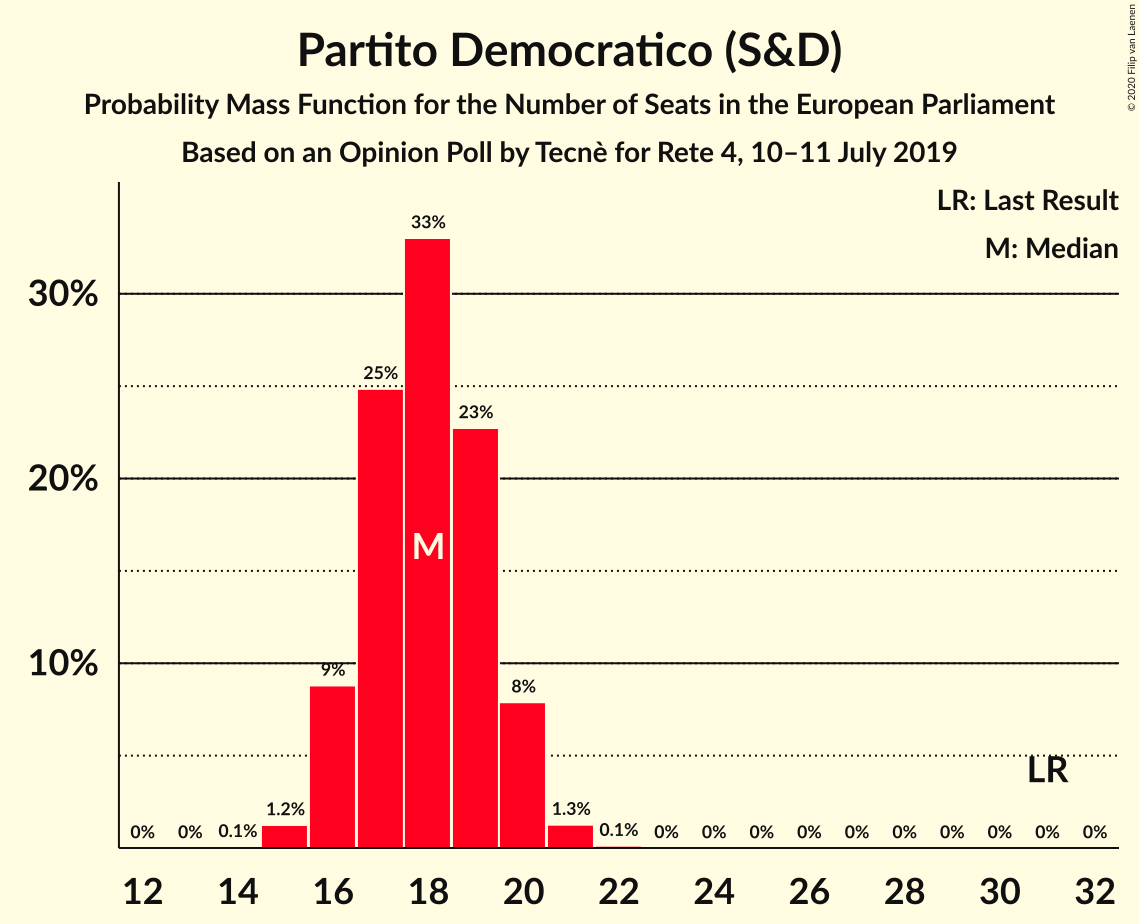 Partito Democratico (S&D)
Probability Mass Function for the Number of Seats in the European Parliament
Based on an Opinion Poll by Tecnè for Rete 4, 10–11 July 2019
© 2020 Filip van Laenen
LR: Last Result
M: Median
30%
20%
10%
0%
0%
0.1%
1.2%
9%
25%
33%
23%
8%
1.3%
0.1%
0%
0%
0%
0%
0%
0%
0%
0%
0%
0%
M
LR
12 14 16 18 20 22 24 26 28 30 32